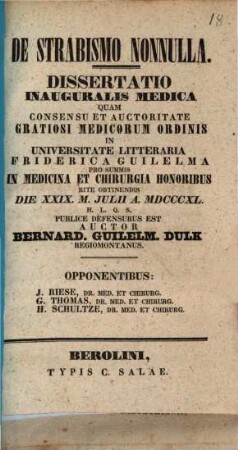 18.
DE STRABISMO NONNULLA.
DISSERTATIO
INAUGURALIS MEDICA
QUAM
CONSENSU ET AUCTORITATE
GRATIOSI MEDICORUM ORDINIS
IN
UNIVERSITATE LITTERARIA
FRIDERICA GUILELMA
PRO SUMMIS
IN MEDICINA ET CHIRURGIA HONORIBUS
RITE OBTINENDIS
DIE XXIX. M. JULII A. MDCCCXL.
H. L. Q. S.
PUBLICE DEFENSURUS EST
AUCTOR
BERNARD. GUILELM. DULK
REGIOMONTANUS.
OPPONENTIBUS:
J. RIESE, DR. MED. ET CHIRURG.
G. THOMAS, DR. MED. ET CHIRURG.
H. SCHULTZE, DR. MED. ET CHIRURG.
BEROLINI,
TYPIS C. SALAE.